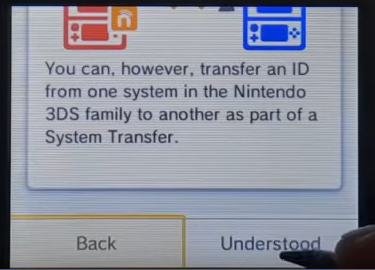 You can, however, transfer an ID
from one system in the Nintendo
3DS family to another as part of a
System Transfer.
Back
Understood